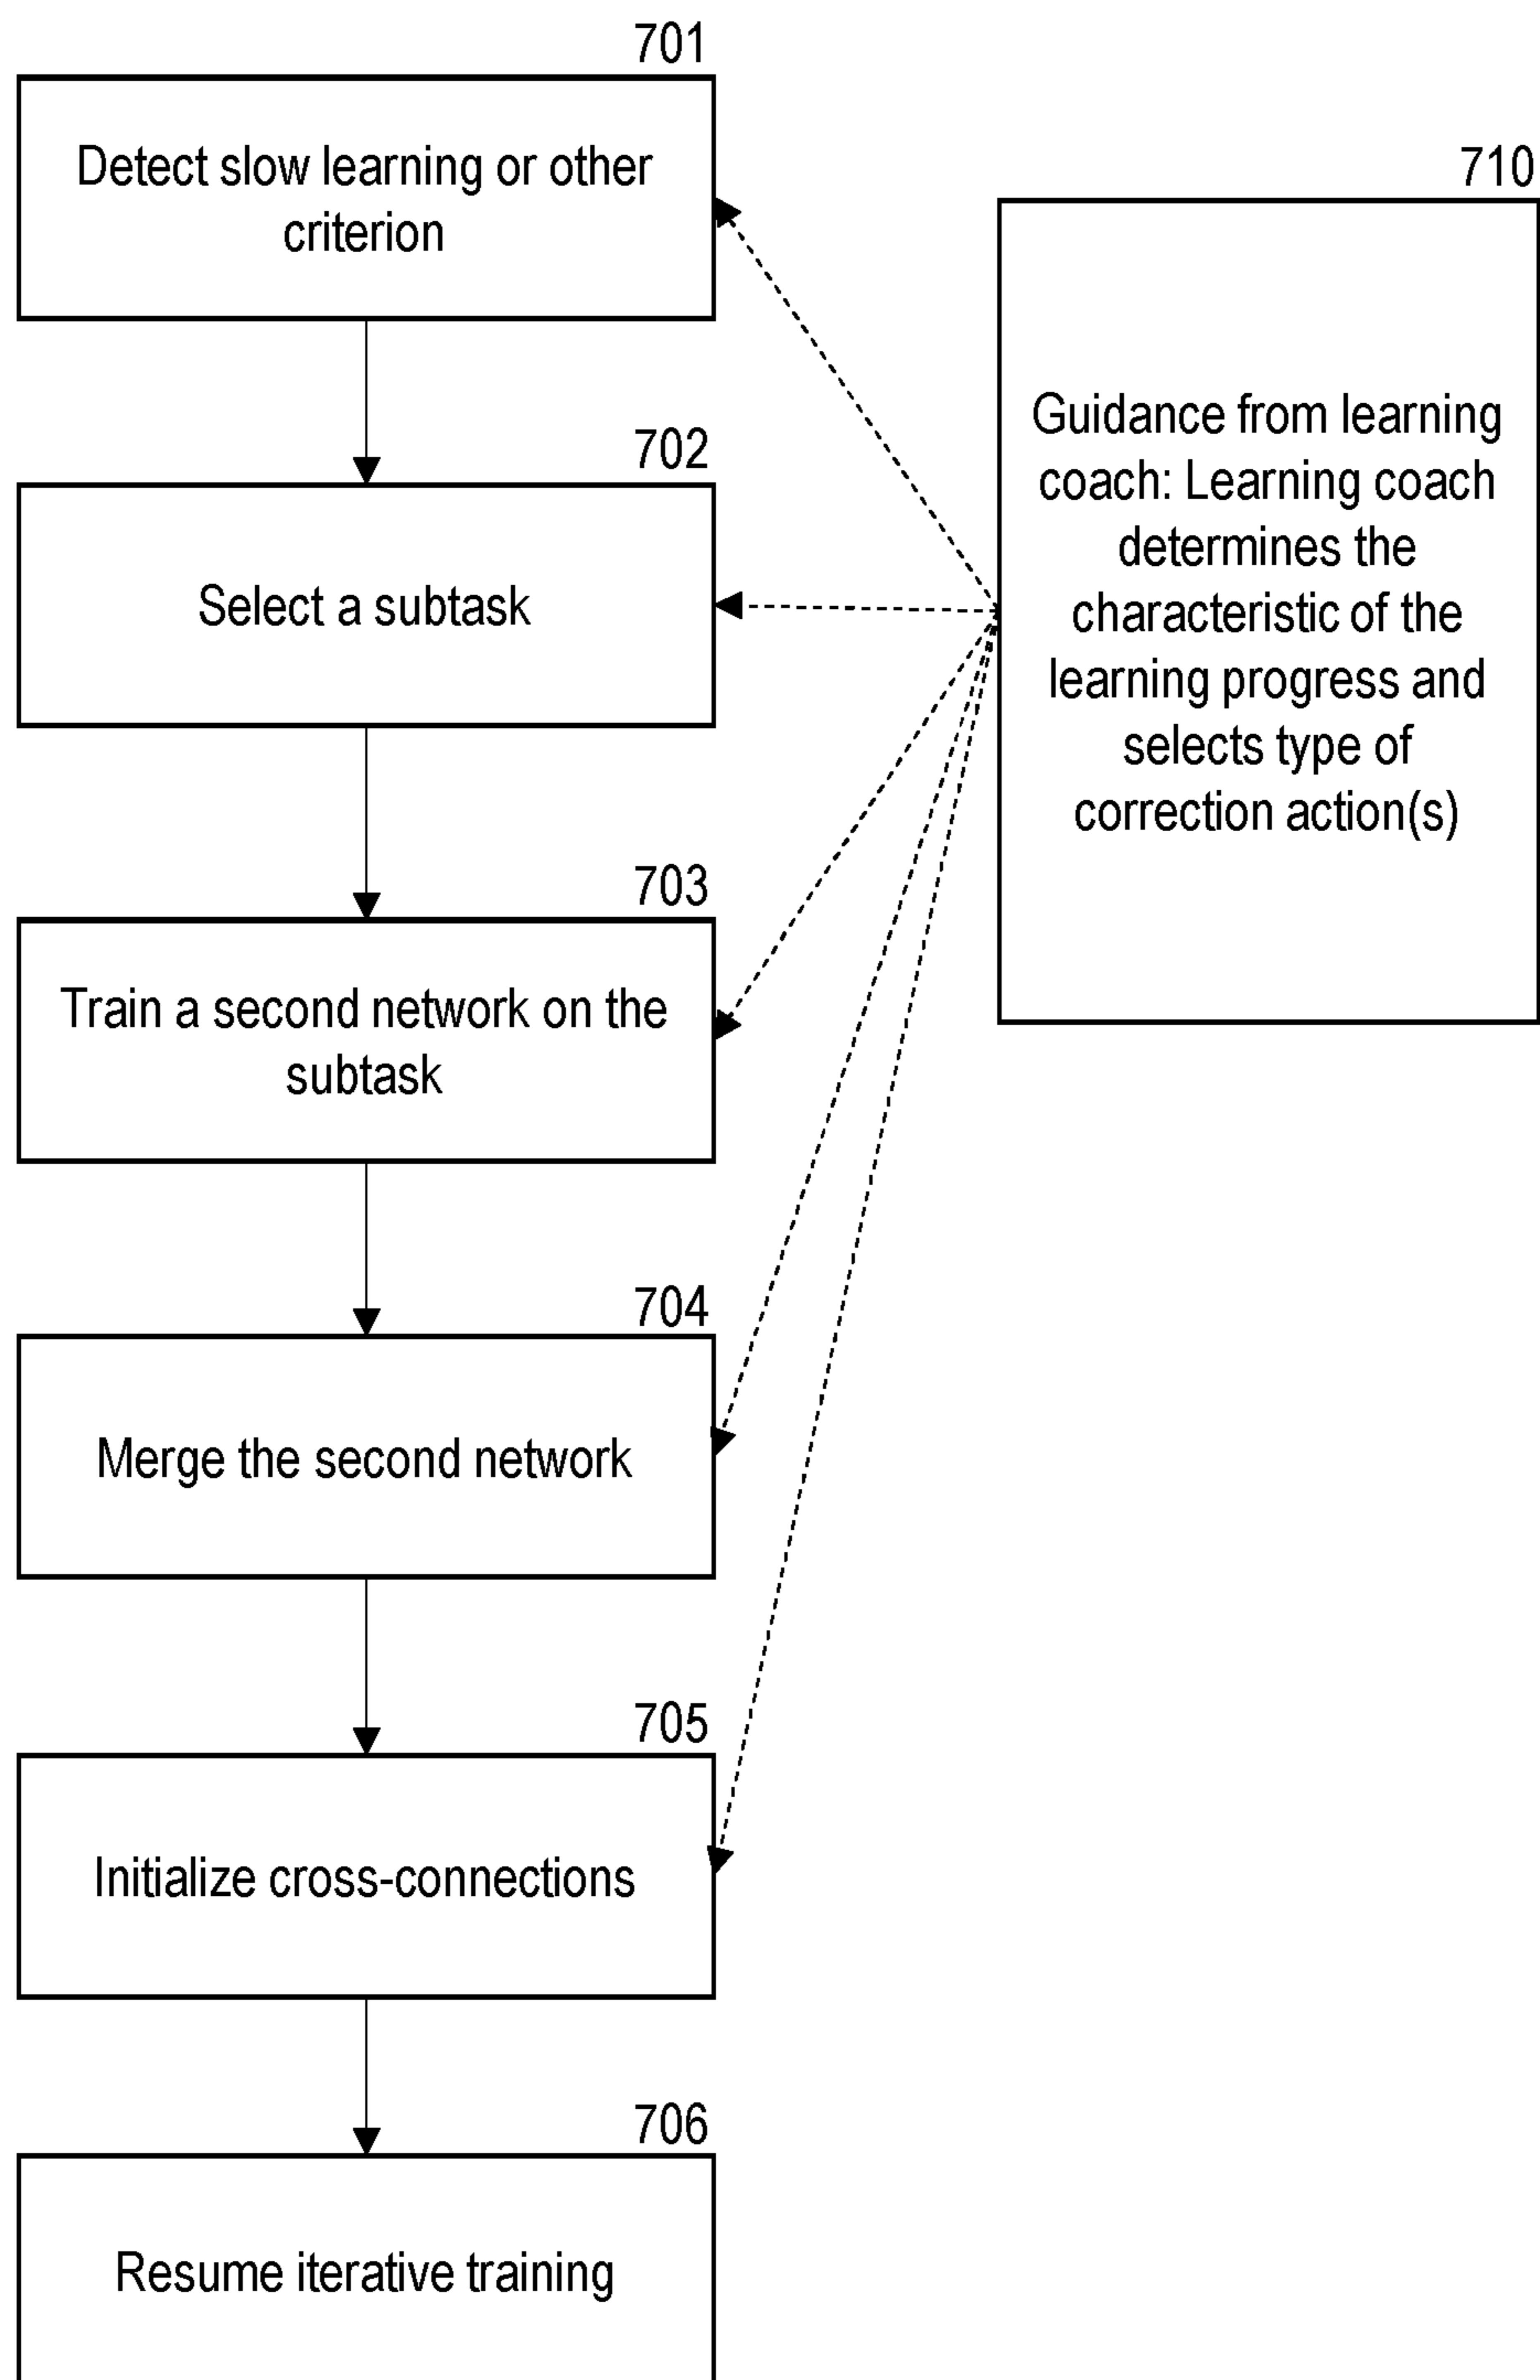 701
Detect slow learning or other
criterion
702
Select a subtask
703
Train a second network on the
subtask
704
Merge the second network
705
Initialize cross-connections
706
Resume iterative training
710
Guidance from learning
coach: Learning coach
determines the
characteristic of the
learning progress and
selects type of
correction action(s)